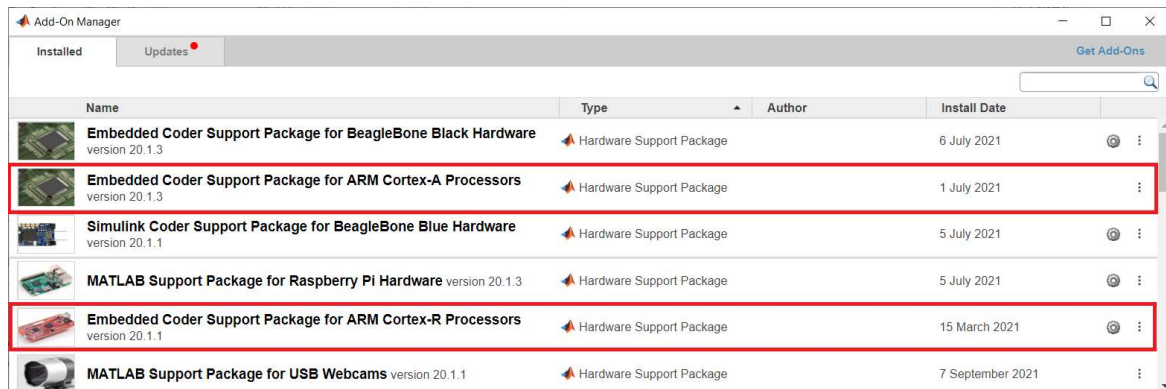 Add-On Manager
Installed Updates Get Add-Ons
Name Type Author Install Date
Embedded Coder Support Package for BeagleBone Black Hardware
version 20.1.3 Hardware Support Package 6 July 2021
Embedded Coder Support Package for ARM Cortex-A Processors
version 20.1.3 Hardware Support Package 1 July 2021
Simulink Coder Support Package for BeagleBone Blue Hardware
version 20.1.1 Hardware Support Package 5 July 2021
MATLAB Support Package for Raspberry Pi Hardware version 20.1.3 Hardware Support Package 5 July 2021
Embedded Coder Support Package for ARM Cortex-R Processors
version 20.1.1 Hardware Support Package 15 March 2021
MATLAB Support Package for USB Webcams version 20.1.1 Hardware Support Package 7 September 2021